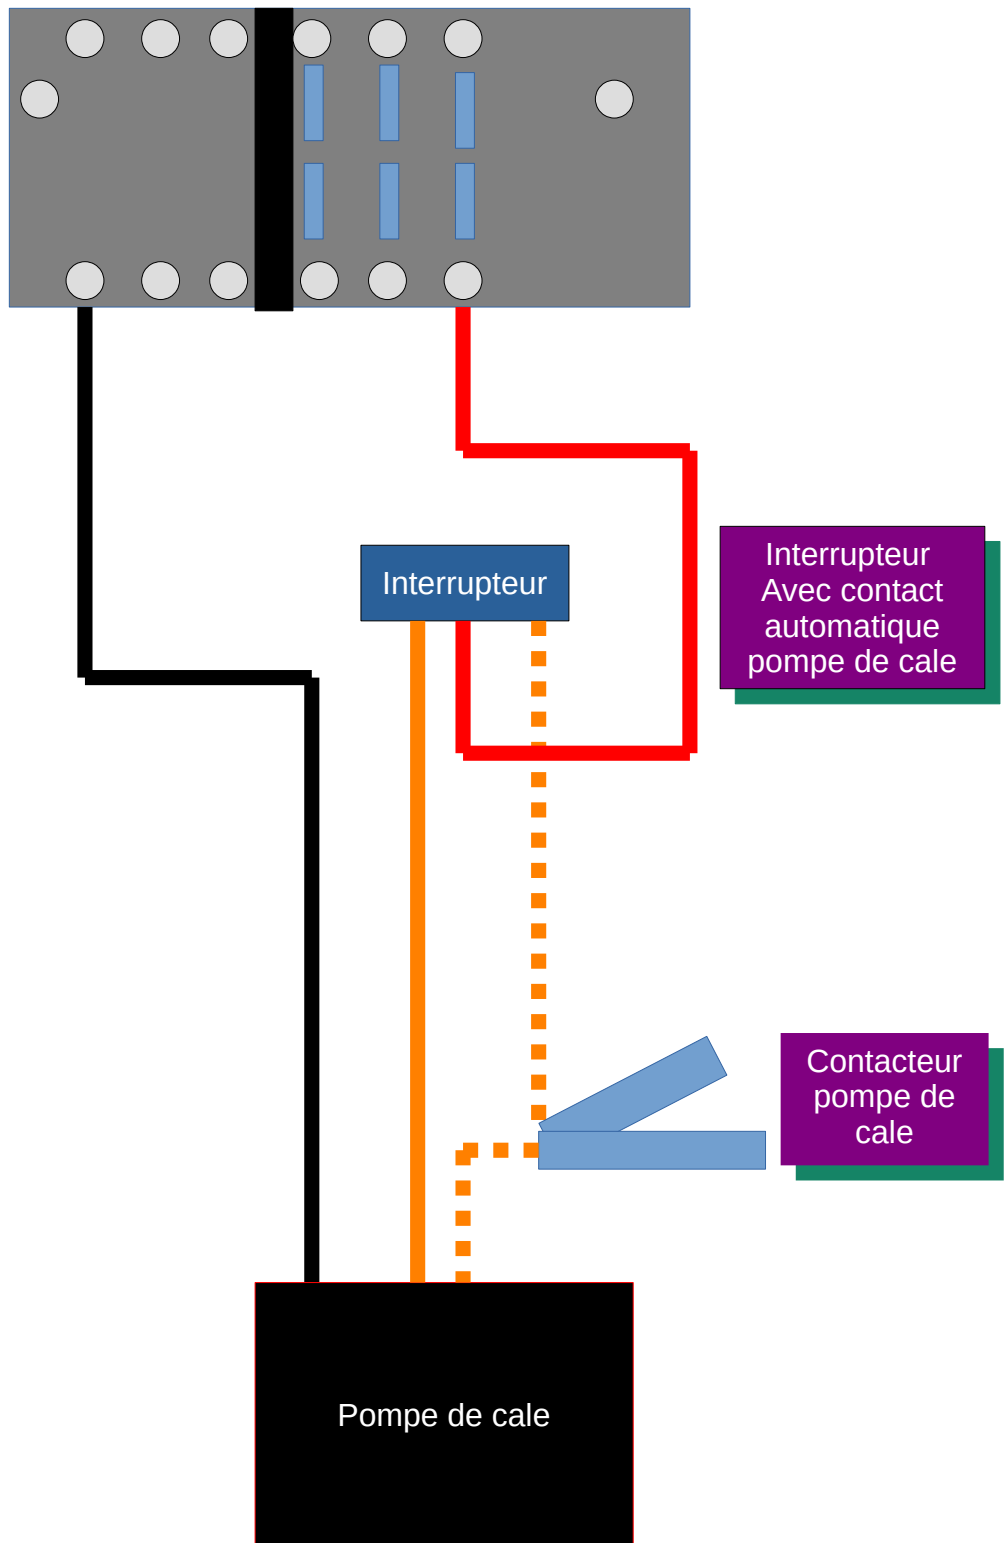 Interrupteur
Interrupteur
Avec contact
automatique
pompe de cale
Contacteur
pompe de
cale
Pompe de cale